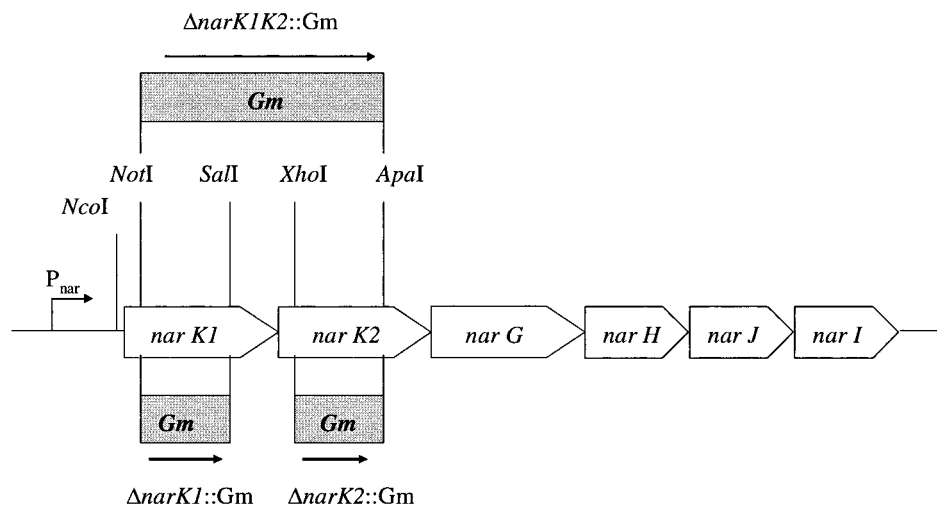 ΔnarK1K2::Gm
Gm
NotI SalI XhoI ApaI
NcoI
Pnar
nar K1 nar K2 nar G nar H nar J nar I
Gm Gm
ΔnarK1::Gm ΔnarK2::Gm